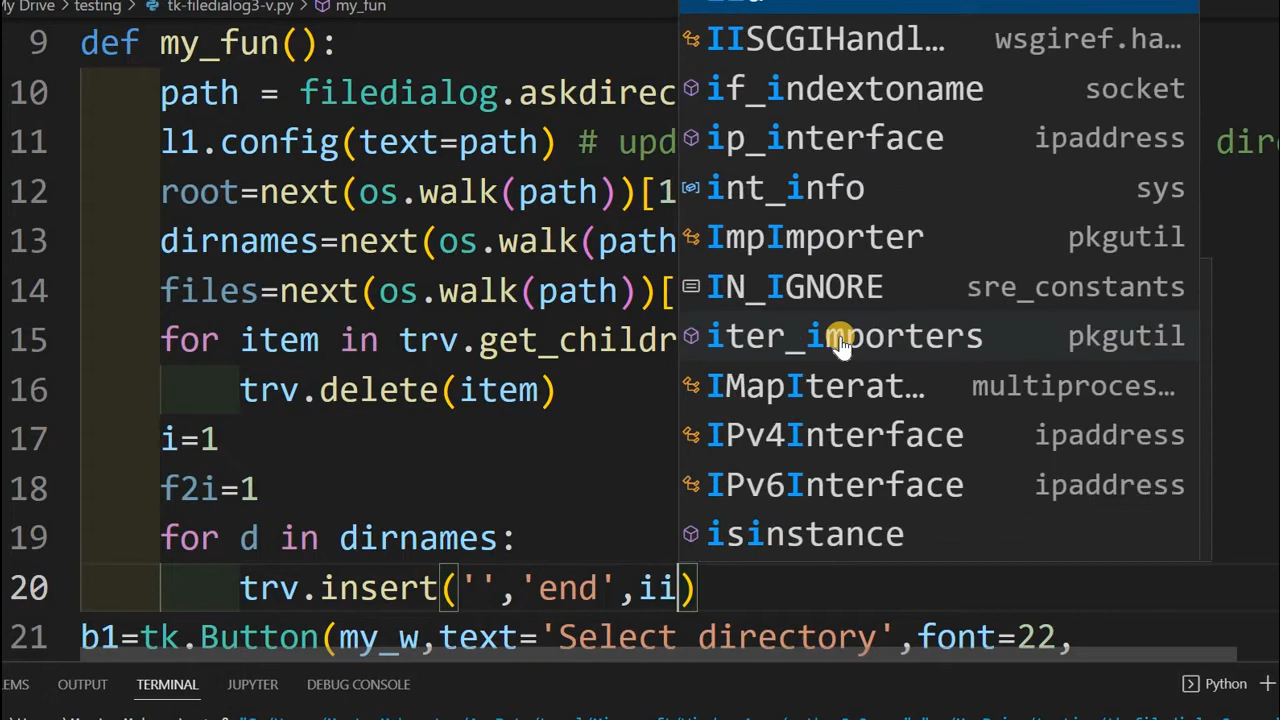 My Drive > testing > tk-filedialog3-v.py > my_fun
9 def my_fun():
10 path = filedialog.askdirec
11 l1.config(text=path) # upd dire
12 root=next(os.walk(path))[1
13 dirnames=next(os.walk(path
14 files=next(os.walk(path))[
15 for item in trv.get_childr
16 trv.delete(item)
17 i=1
18 f2i=1
19 for d in dirnames:
20 trv.insert('','end',ii)
21 b1=tk.Button(my_w,text='Select directory',font=22,
IISCGIHandl… wsgiref.ha…
if_indextoname socket
ip_interface ipaddress
int_info sys
ImpImporter pkgutil
IN_IGNORE sre_constants
iter_importers pkgutil
IMapIterat… multiproces…
IPv4Interface ipaddress
IPv6Interface ipaddress
isinstance
LEMS OUTPUT TERMINAL JUPYTER DEBUG CONSOLE Python